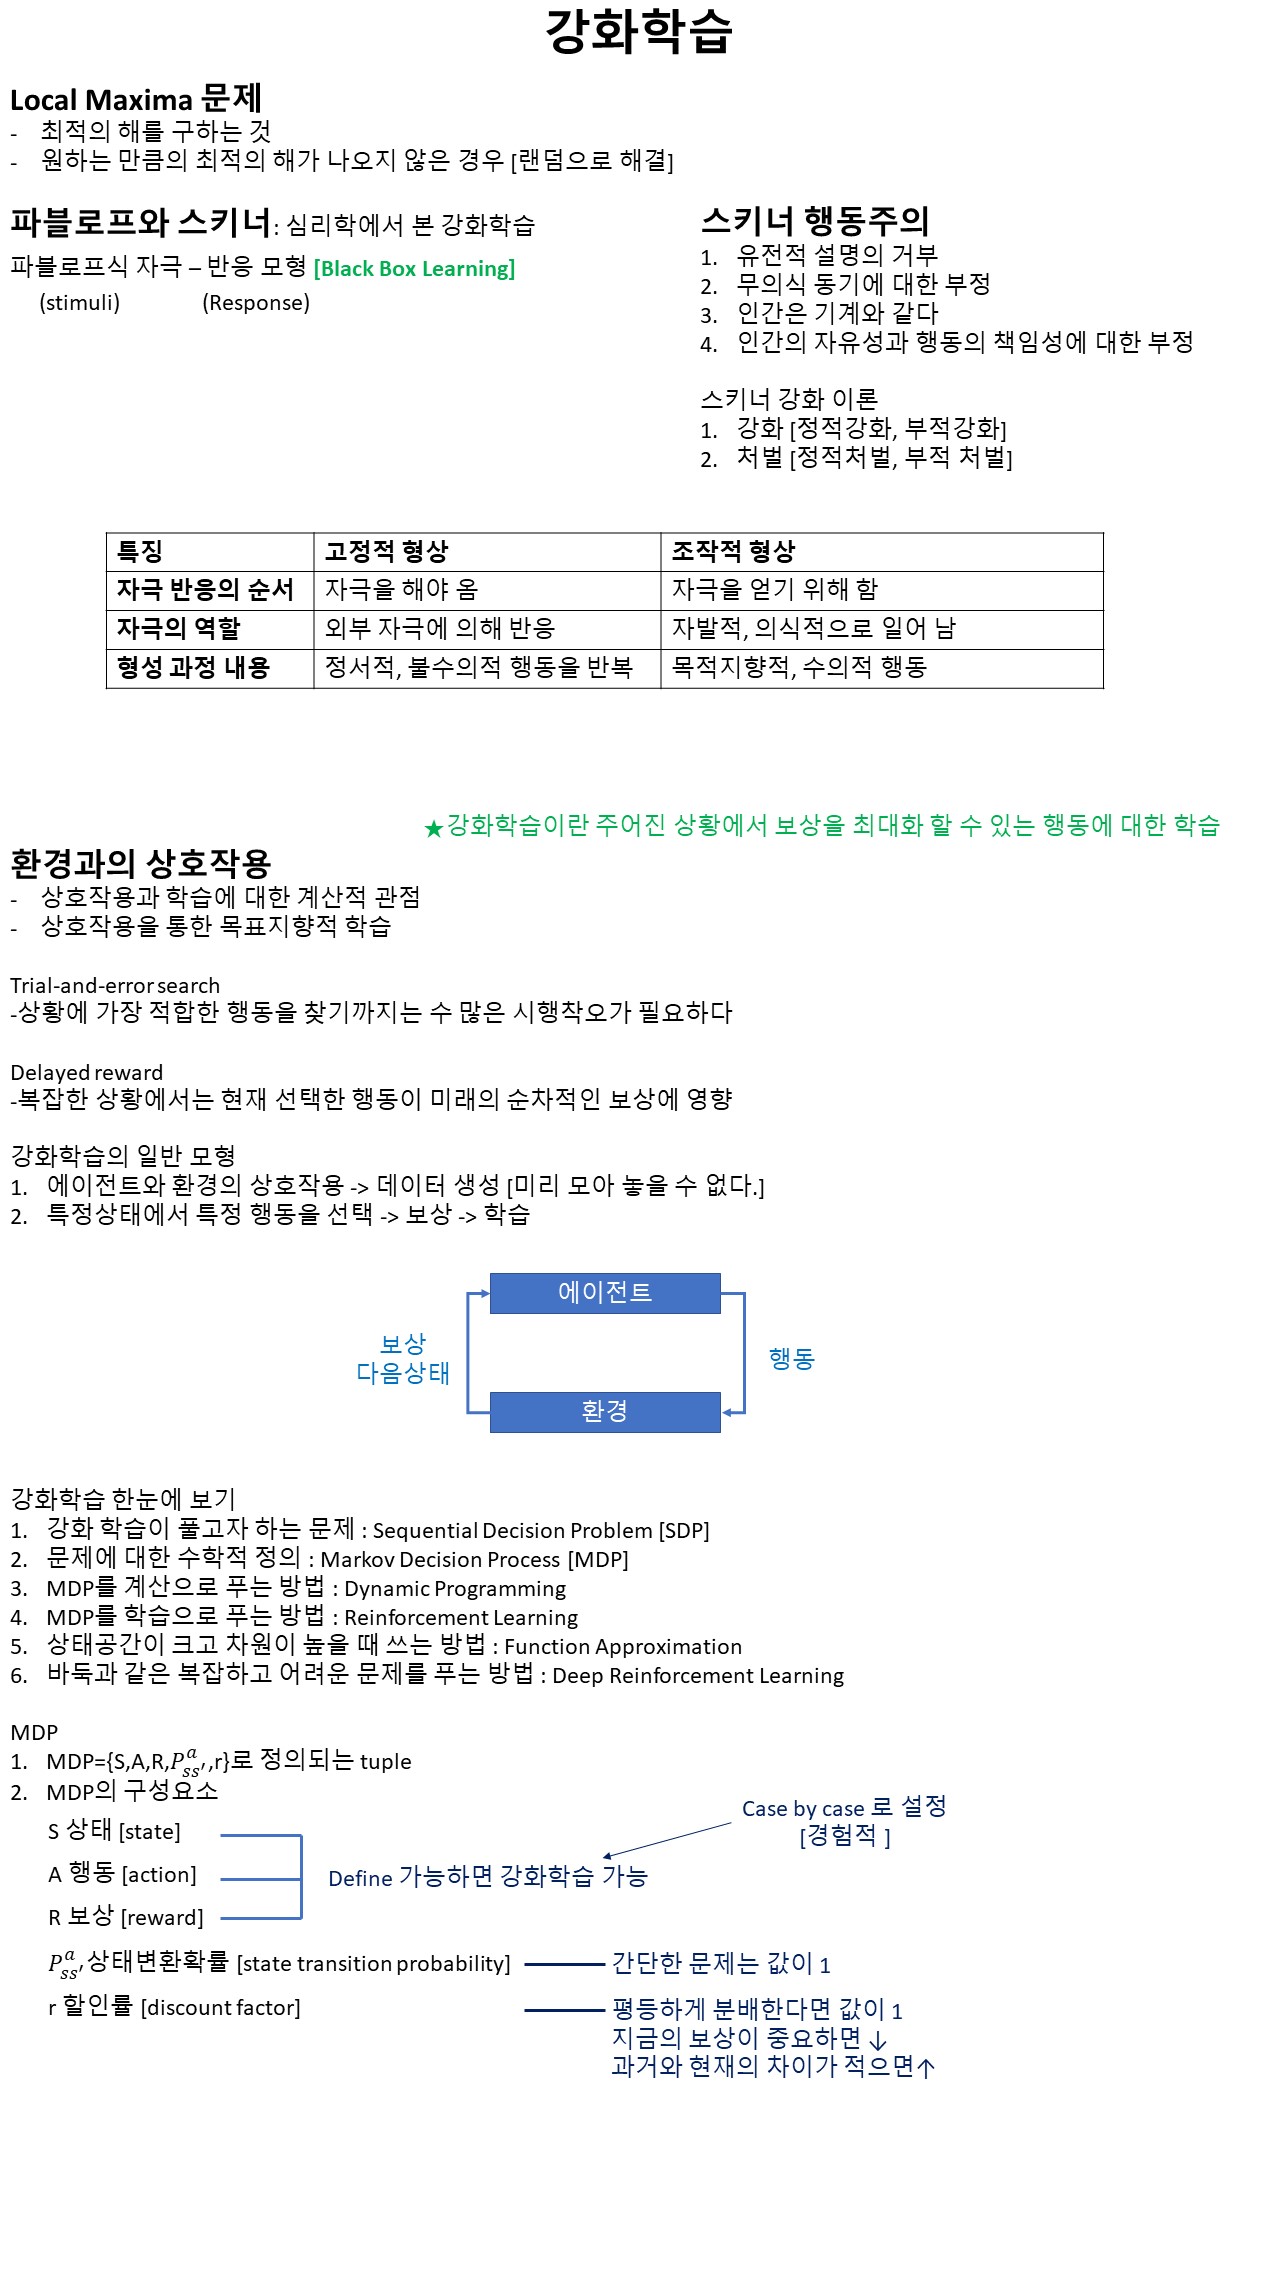 강화학습
Local Maxima 문제
- 최적의 해를 구하는 것
- 원하는 만큼의 최적의 해가 나오지 않은 경우 [랜덤으로 해결]
파블로프와 스키너: 심리학에서 본 강화학습
파블로프식 자극 – 반응 모형 [Black Box Learning]
(stimuli) (Response)
스키너 행동주의
1. 유전적 설명의 거부
2. 무의식 동기에 대한 부정
3. 인간은 기계와 같다
4. 인간의 자유성과 행동의 책임성에 대한 부정
스키너 강화 이론
1. 강화 [정적강화, 부적강화]
2. 처벌 [정적처벌, 부적 처벌]
특징 고정적 형상 조작적 형상
자극 반응의 순서 자극을 해야 옴 자극을 얻기 위해 함
자극의 역할 외부 자극에 의해 반응 자발적, 의식적으로 일어 남
형성 과정 내용 정서적, 불수의적 행동을 반복 목적지향적, 수의적 행동
★강화학습이란 주어진 상황에서 보상을 최대화 할 수 있는 행동에 대한 학습
환경과의 상호작용
- 상호작용과 학습에 대한 계산적 관점
- 상호작용을 통한 목표지향적 학습
Trial-and-error search
-상황에 가장 적합한 행동을 찾기까지는 수 많은 시행착오가 필요하다
Delayed reward
-복잡한 상황에서는 현재 선택한 행동이 미래의 순차적인 보상에 영향
강화학습의 일반 모형
1. 에이전트와 환경의 상호작용 -> 데이터 생성 [미리 모아 놓을 수 없다.]
2. 특정상태에서 특정 행동을 선택 -> 보상 -> 학습
에이전트
보상
다음상태
행동
환경
강화학습 한눈에 보기
1. 강화 학습이 풀고자 하는 문제 : Sequential Decision Problem [SDP]
2. 문제에 대한 수학적 정의 : Markov Decision Process [MDP]
3. MDP를 계산으로 푸는 방법 : Dynamic Programming
4. MDP를 학습으로 푸는 방법 : Reinforcement Learning
5. 상태공간이 크고 차원이 높을 때 쓰는 방법 : Function Approximation
6. 바둑과 같은 복잡하고 어려운 문제를 푸는 방법 : Deep Reinforcement Learning
MDP
1. MDP={S,A,R,$P_{ss'}^{a}$,r}로 정의되는 tuple
2. MDP의 구성요소
S 상태 [state]
A 행동 [action]
R 보상 [reward]
Define 가능하면 강화학습 가능
Case by case 로 설정
[경험적 ]
$P_{ss'}^{a}$상태변환확률 [state transition probability] 간단한 문제는 값이 1
r 할인률 [discount factor] 평등하게 분배한다면 값이 1
지금의 보상이 중요하면 ↓
과거와 현재의 차이가 적으면↑